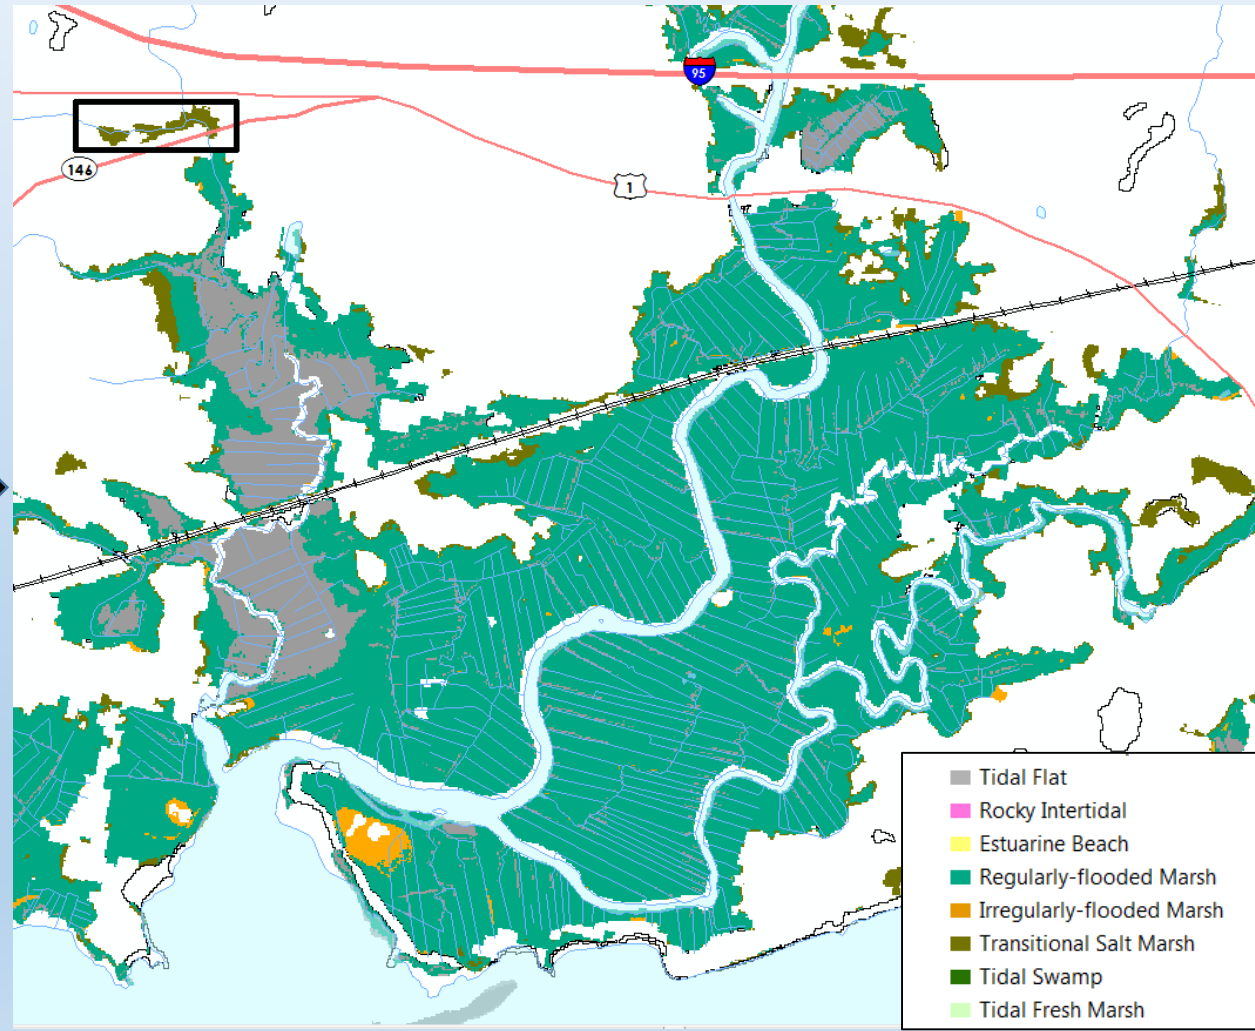 95
146
1
Tidal Flat
Rocky Intertidal
Estuarine Beach
Regularly-flooded Marsh
Irregularly-flooded Marsh
Transitional Salt Marsh
Tidal Swamp
Tidal Fresh Marsh